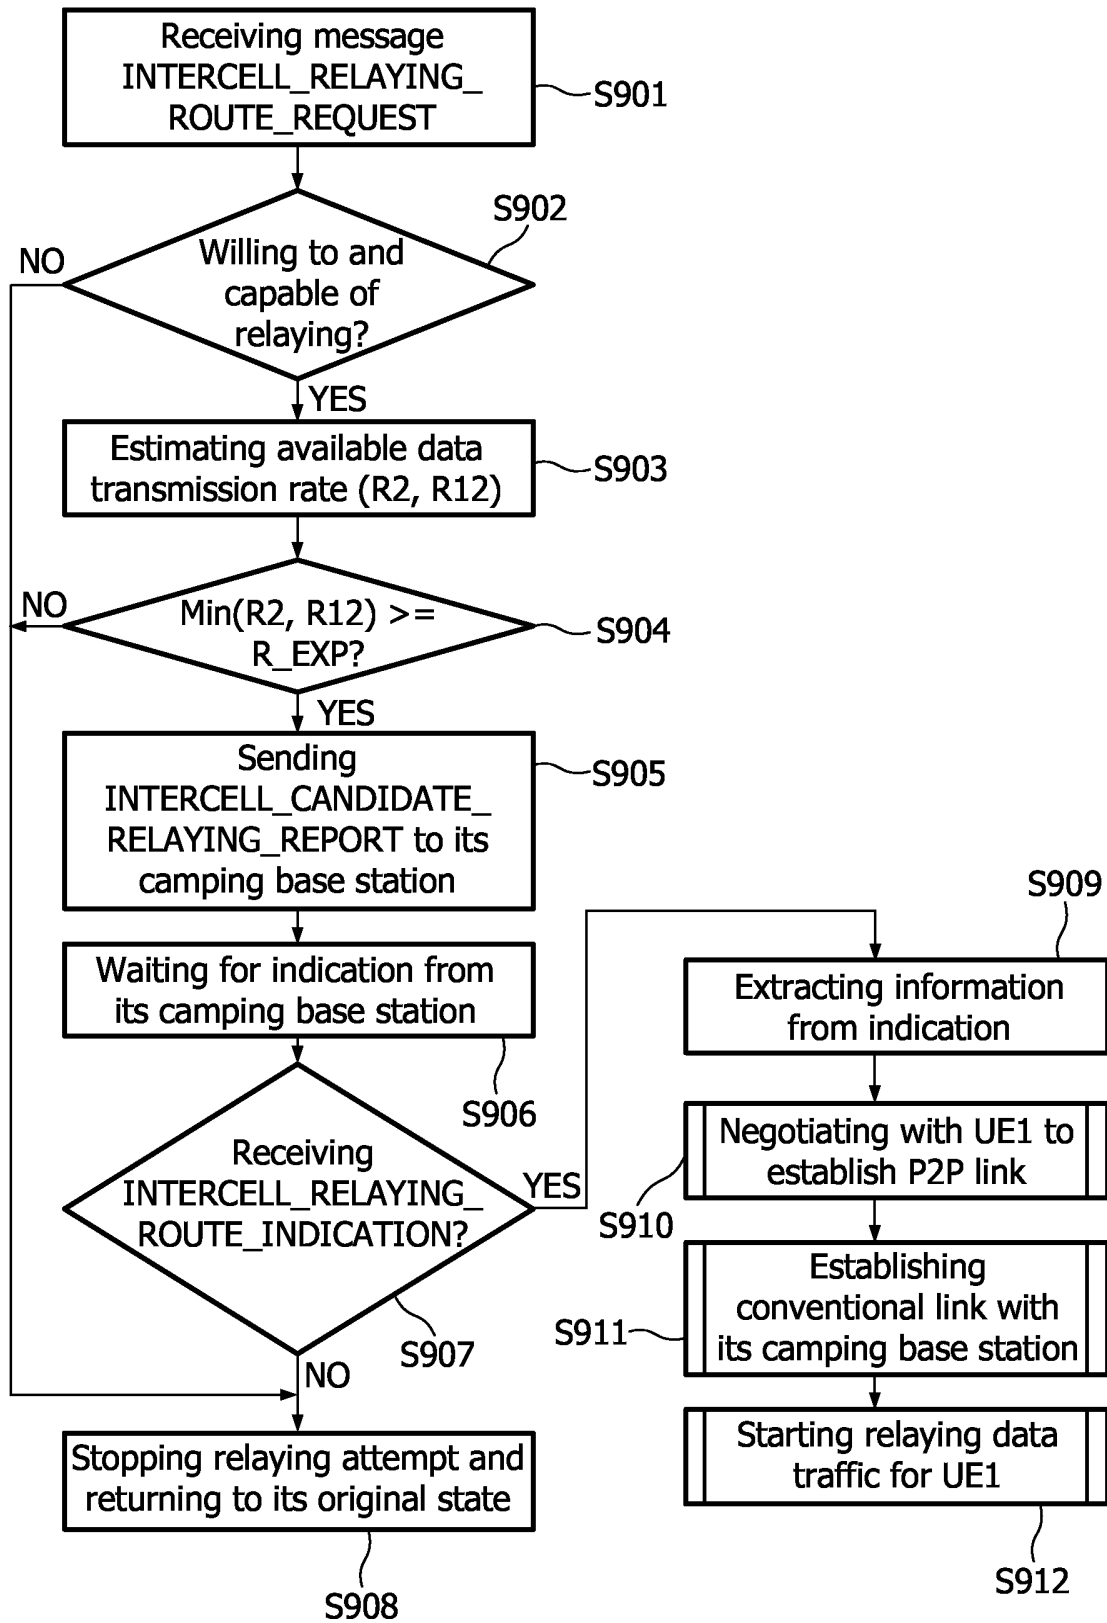 Receiving message
INTERCELL_RELAYING_
ROUTE_REQUEST
S901
S902
NO
Willing to and
capable of
relaying?
YES
Estimating available data
transmission rate (R2, R12)
S903
NO
Min(R2, R12) >=
R_EXP?
S904
YES
Sending
INTERCELL_CANDIDATE_
RELAYING_REPORT to its
camping base station
S905
Waiting for indication from
its camping base station
S906
Receiving
INTERCELL_RELAYING_
ROUTE_INDICATION?
YES
S907
NO
Stopping relaying attempt and
returning to its original state
S908
S909
Extracting information
from indication
Negotiating with UE1 to
establish P2P link
S910
Establishing
conventional link with
its camping base station
S911
Starting relaying data
traffic for UE1
S912